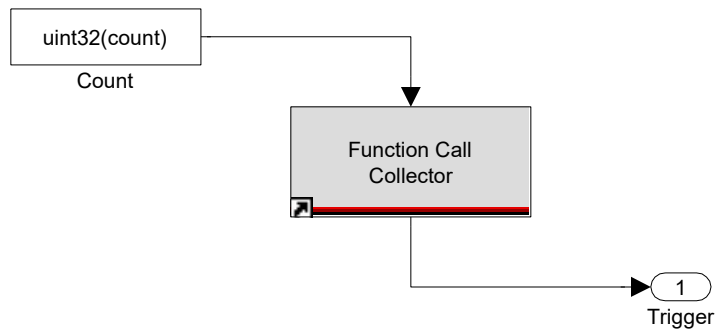 uint32(count)
Count
Function Call
Collector
1
Trigger